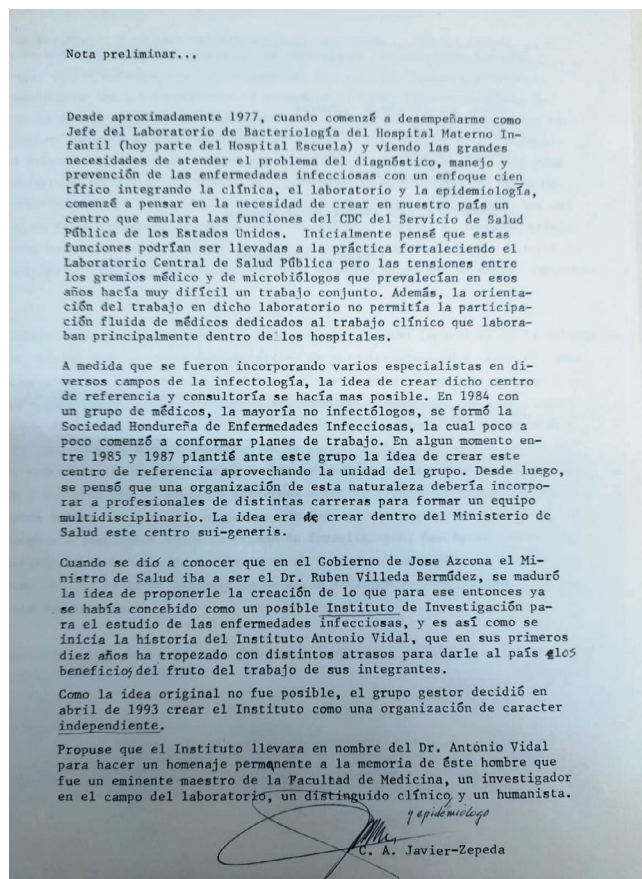 Nota preliminar...
Desde aproximadamente 1977, cuando comenzé a desempeñarme como
Jefe del Laboratorio de Bacteriología del Hospital Materno In-
fantil (hoy parte del Hospital Escuela) y viendo las grandes
necesidades de atender el problema del diagnóstico, manejo y
prevención de las enfermedades infecciosas con un enfoque cien
tífico integrando la clínica, el laboratorio y la epidemiología,
comenzé a pensar en la necesidad de crear en nuestro país un
centro que emulara las funciones del CDC del Servicio de Salud
Pública de los Estados Unidos. Inicialmente pensé que estas
funciones podrían ser llevadas a la práctica fortaleciendo el
Laboratorio Central de Salud Pública pero las tensiones entre
los gremios médico y de microbiólogos que prevalecían en esos
años hacía muy difícil un trabajo conjunto. Además, la orienta-
ción del trabajo en dicho laboratorio no permitía la participa-
ción fluida de médicos dedicados al trabajo clínico que labora-
ban principalmente dentro de los hospitales.
A medida que se fueron incorporando varios especialistas en di-
versos campos de la infectología, la idea de crear dicho centro
de referencia y consultoría se hacía mas posible. En 1984 con
un grupo de médicos, la mayoría no infectólogos, se formó la
Sociedad Hondureña de Enfermedades Infecciosas, la cual poco a
poco comenzó a conformar planes de trabajo. En algun momento en-
tre 1985 y 1987 plantié ante este grupo la idea de crear este
centro de referencia aprovechando la unidad del grupo. Desde luego,
se pensó que una organización de esta naturaleza debería incorpo-
rar a profesionales de distintas carreras para formar un equipo
multidisciplinario. La idea era de crear dentro del Ministerio de
Salud este centro sui-generis.
Cuando se dió a conocer que en el Gobierno de Jose Azcona el Mi-
nistro de Salud iba a ser el Dr. Ruben Villeda Bermúdez, se maduró
la idea de proponerle la creación de lo que para ese entonces ya
se había concebido como un posible Instituto de Investigación pa-
ra el estudio de las enfermedades infecciosas, y es así como se
inicia la historia del Instituto Antonio Vidal, que en sus primeros
diez años ha tropezado con distintos atrasos para darle al país los
beneficios del fruto del trabajo de sus integrantes.
Como la idea original no fue posible, el grupo gestor decidió en
abril de 1993 crear el Instituto como una organización de caracter
independiente.
Propuse que el Instituto llevara en nombre del Dr. Antonio Vidal
para hacer un homenaje permanente a la memoria de éste hombre que
fue un eminente maestro de la Facultad de Medicina, un investigador
en el campo del laboratorio, un distinguido clínico y un humanista.
y epidemiólogo
C. A. Javier-Zepeda